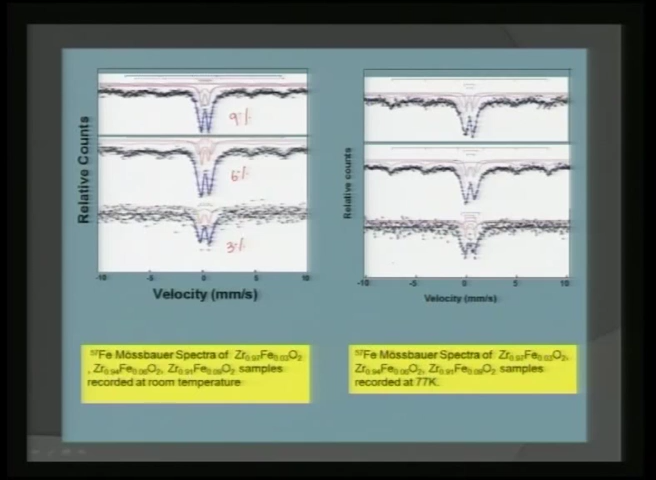 9%
6%
3%
Relative Counts
-10 -5 0 5 10
Velocity (mm/s)
Relative counts
-10 -5 0 5 10
Velocity (mm/s)
⁵⁷Fe Mössbauer Spectra of Zr₀.₉₇Fe₀.₀₃O₂
, Zr₀.₉₄Fe₀.₀₆O₂, Zr₀.₉₁Fe₀.₀₉O₂ samples
recorded at room temperature
⁵⁷Fe Mössbauer Spectra of Zr₀.₉₇Fe₀.₀₃O₂,
Zr₀.₉₄Fe₀.₀₆O₂, Zr₀.₉₁Fe₀.₀₉O₂ samples
recorded at 77K.